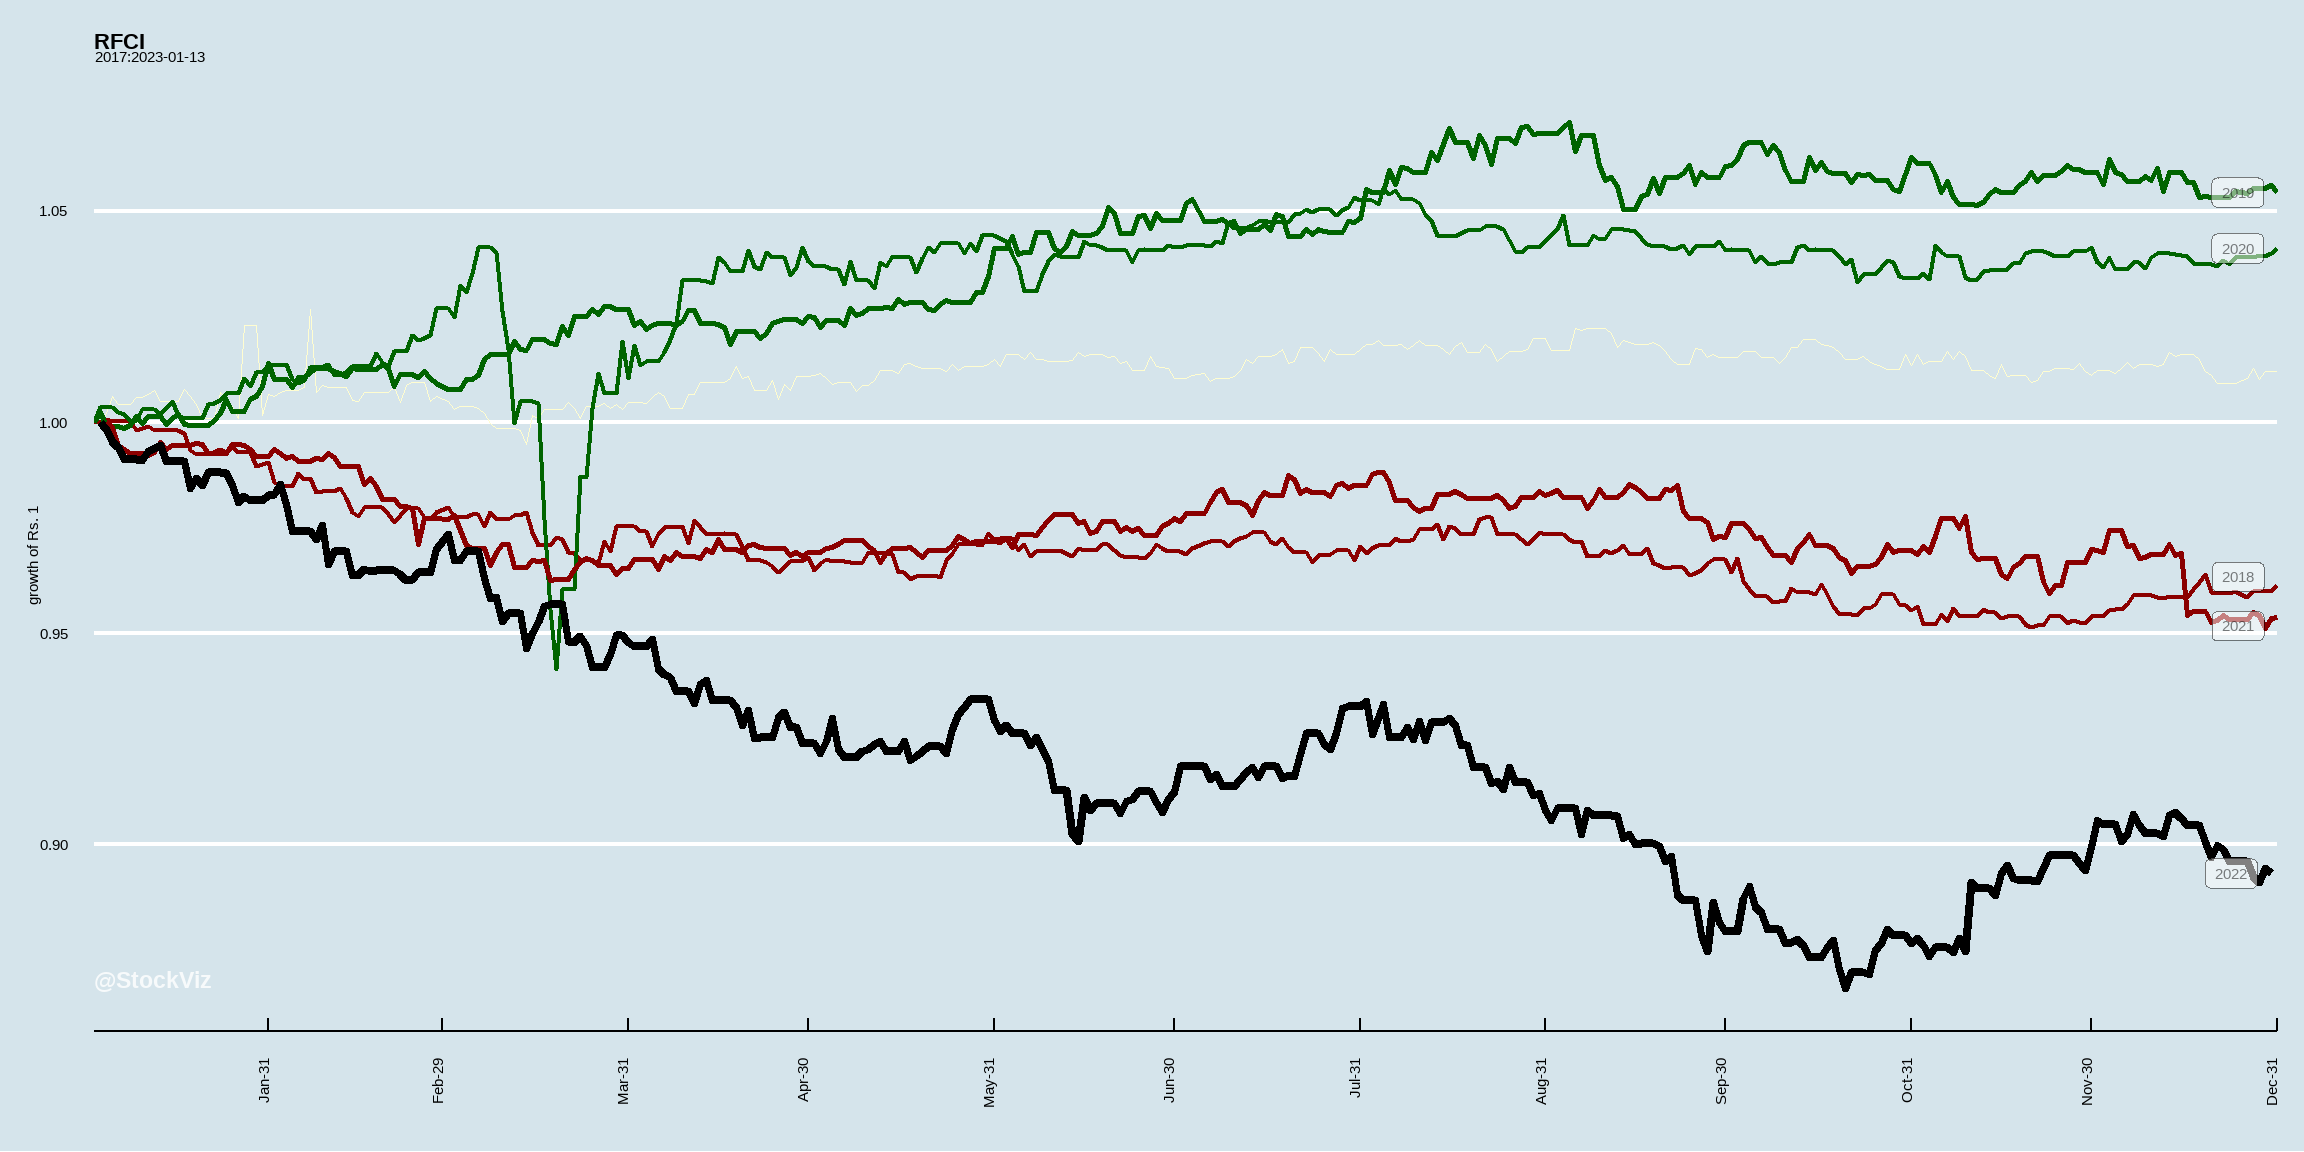 RFCI
2017:2023-01-13
growth of Rs. 1
1.05
1.00
0.95
0.90
2019
2020
2018
2021
2022
@StockViz
Jan-31
Feb-29
Mar-31
Apr-30
May-31
Jun-30
Jul-31
Aug-31
Sep-30
Oct-31
Nov-30
Dec-31